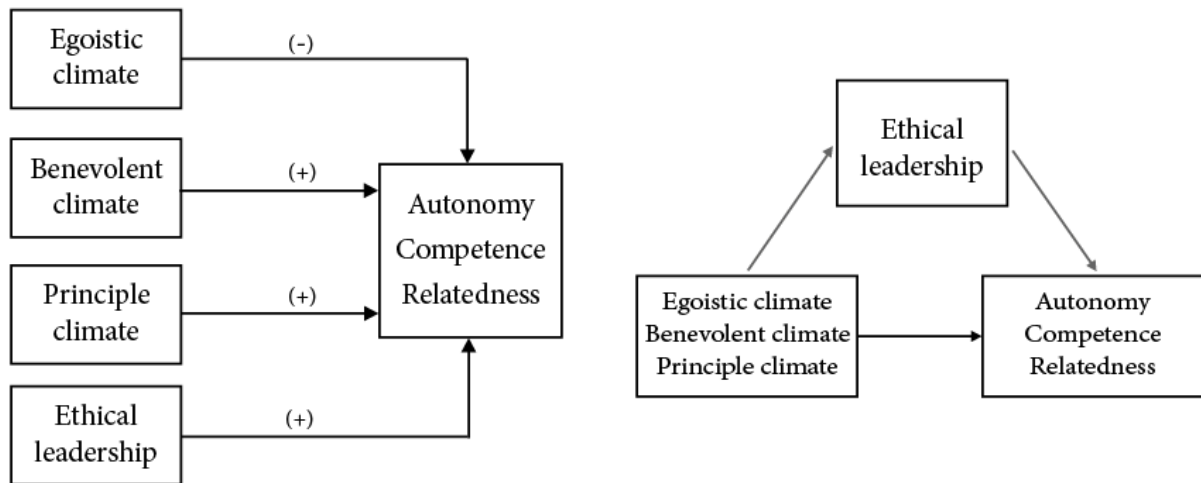 Egoistic
climate
(-)
Benevolent
climate
(+)
Principle
climate
(+)
Ethical
leadership
(+)
Autonomy
Competence
Relatedness
Ethical
leadership
Egoistic climate
Benevolent climate
Principle climate
Autonomy
Competence
Relatedness